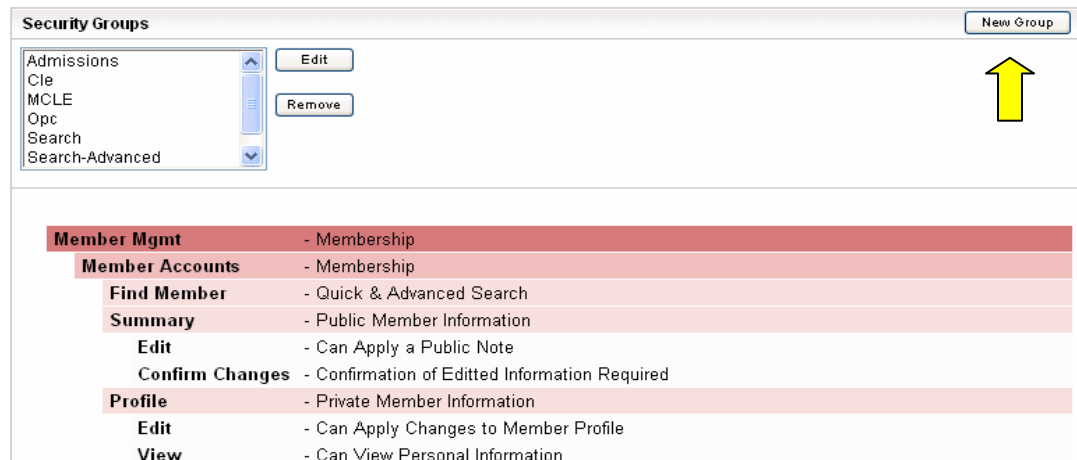 Security Groups New Group
Admissions Edit
Cle
MCLE Remove
Opc
Search
Search-Advanced
Member Mgmt - Membership
Member Accounts - Membership
Find Member - Quick & Advanced Search
Summary - Public Member Information
Edit - Can Apply a Public Note
Confirm Changes - Confirmation of Editted Information Required
Profile - Private Member Information
Edit - Can Apply Changes to Member Profile
View - Can View Personal Information